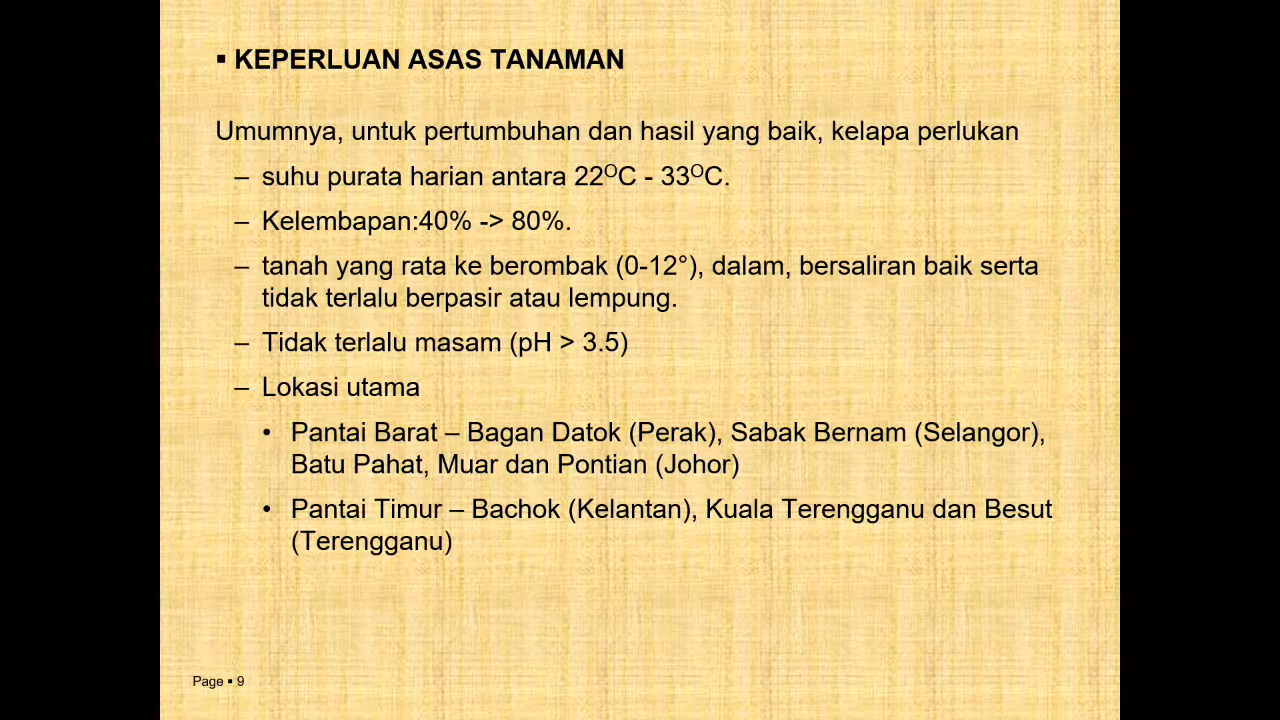 ▪ KEPERLUAN ASAS TANAMAN
Umumnya, untuk pertumbuhan dan hasil yang baik, kelapa perlukan
– suhu purata harian antara 22ᴼC - 33ᴼC.
– Kelembapan:40% -> 80%.
– tanah yang rata ke berombak (0-12°), dalam, bersaliran baik serta
tidak terlalu berpasir atau lempung.
– Tidak terlalu masam (pH > 3.5)
– Lokasi utama
• Pantai Barat – Bagan Datok (Perak), Sabak Bernam (Selangor),
Batu Pahat, Muar dan Pontian (Johor)
• Pantai Timur – Bachok (Kelantan), Kuala Terengganu dan Besut
(Terengganu)
Page ▪ 9